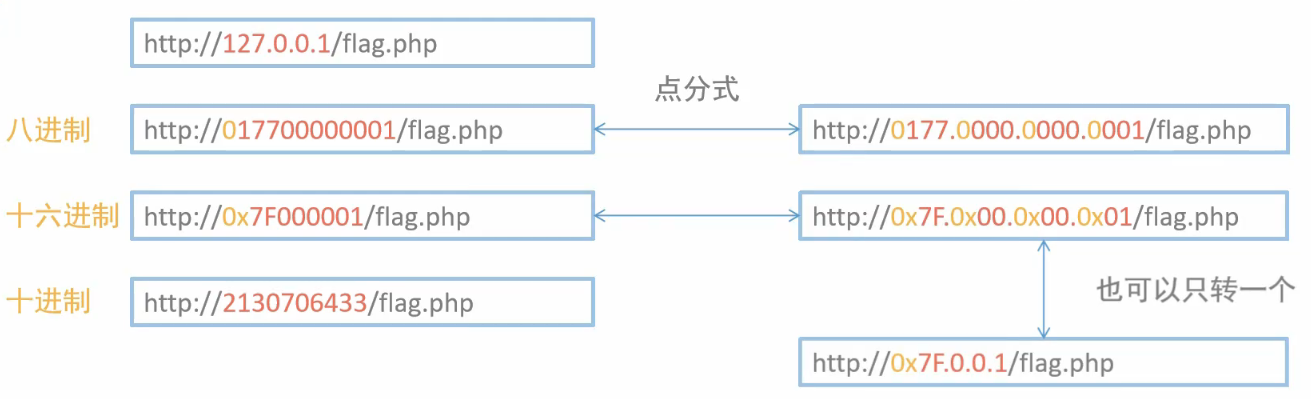 http://127.0.0.1/flag.php
点分式
八进制
http://017700000001/flag.php
http://0177.0000.0000.0001/flag.php
十六进制
http://0x7F000001/flag.php
http://0x7F.0x00.0x00.0x01/flag.php
十进制
http://2130706433/flag.php
也可以只转一个
http://0x7F.0.0.1/flag.php